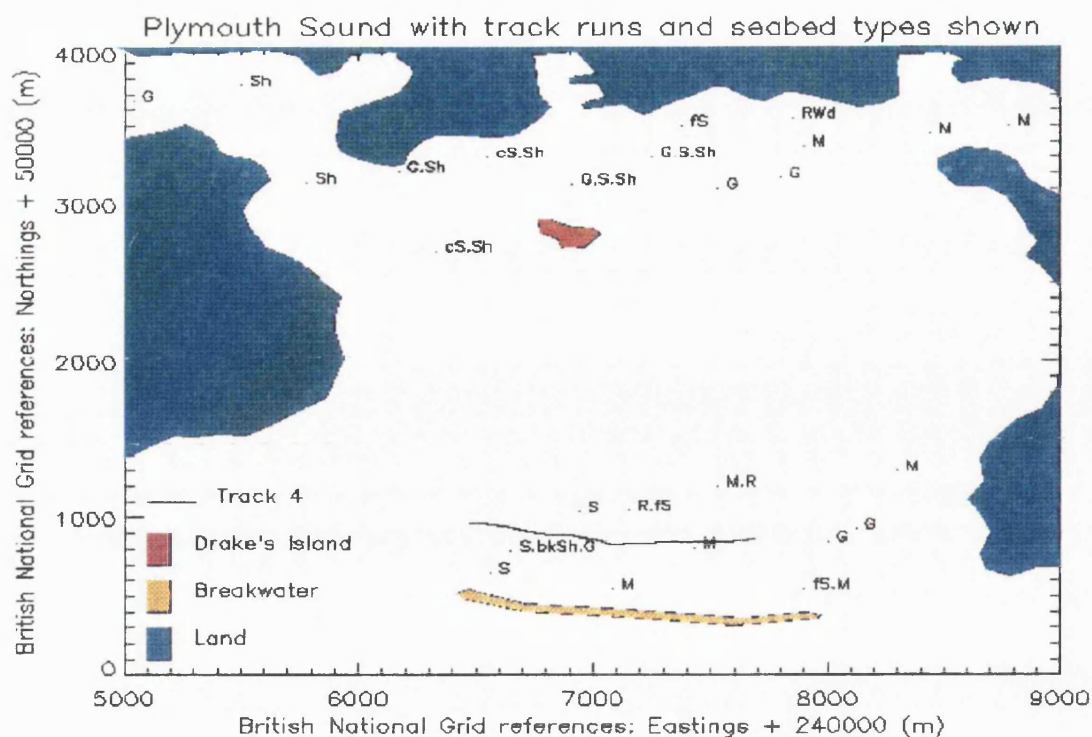 Plymouth Sound with track runs and seabed types shown
British National Grid references: Northings + 50000 (m)
4000
3000
2000
1000
0
G
Sh
fS
RWd
M
M
M
G.Sh
cS.Sh
G.S.Sh
Sh
G.S.Sh
G
G
cS.Sh
M
M.R
S
R.fS
G
S.bkSh.G
M
G
S
M
fS.M
Track 4
Drake's Island
Breakwater
Land
5000 6000 7000 8000 9000
British National Grid references: Eastings + 240000 (m)